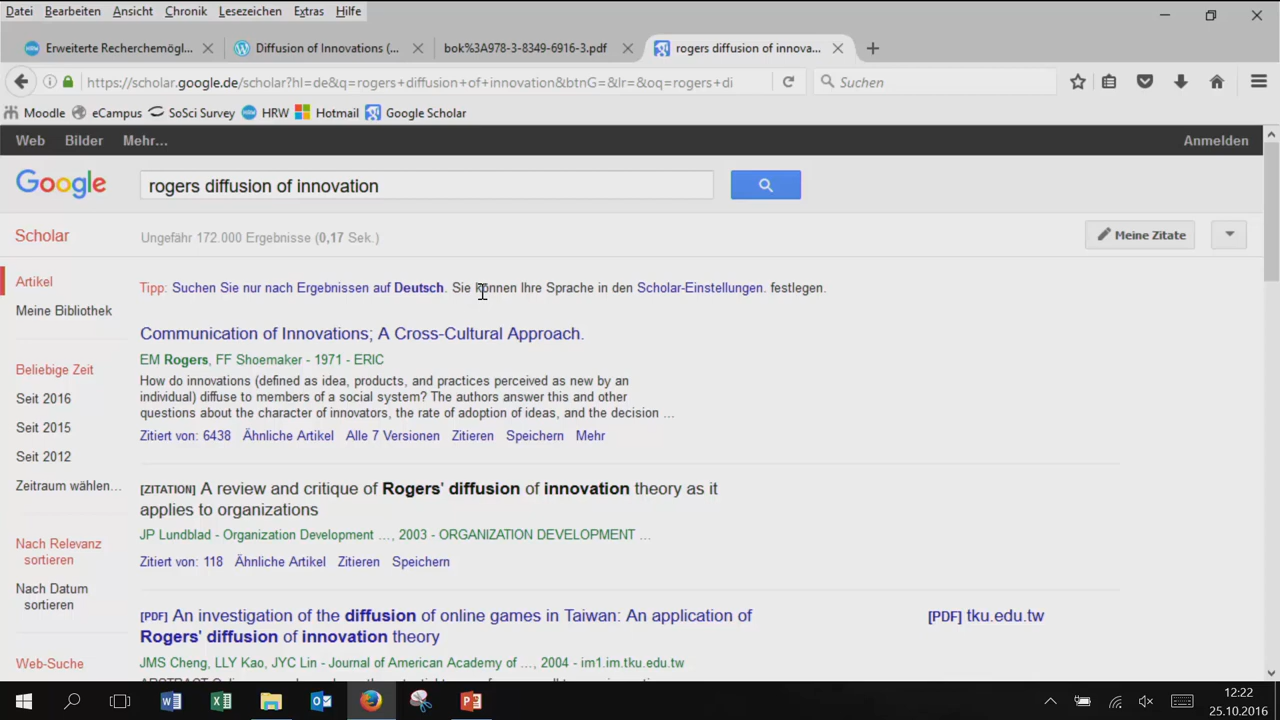 Datei Bearbeiten Ansicht Chronik Lesezeichen Extras Hilfe
Erweiterte Recherchemögl... Diffusion of Innovations (... bok%3A978-3-8349-6916-3.pdf rogers diffusion of innova...
https://scholar.google.de/scholar?hl=de&q=rogers+diffusion+of+innovation&btnG=&lr=&oq=rogers+di Suchen
Moodle eCampus SoSci Survey HRW Hotmail Google Scholar
Web Bilder Mehr... Anmelden
Google rogers diffusion of innovation
Scholar Ungefähr 172.000 Ergebnisse (0,17 Sek.) Meine Zitate
Artikel
Meine Bibliothek
Beliebige Zeit
Seit 2016
Seit 2015
Seit 2012
Zeitraum wählen...
Nach Relevanz
sortieren
Nach Datum
sortieren
Web-Suche
Tipp: Suchen Sie nur nach Ergebnissen auf Deutsch. Sie können Ihre Sprache in den Scholar-Einstellungen. festlegen.
Communication of Innovations; A Cross-Cultural Approach.
EM Rogers, FF Shoemaker - 1971 - ERIC
How do innovations (defined as idea, products, and practices perceived as new by an
individual) diffuse to members of a social system? The authors answer this and other
questions about the character of innovators, the rate of adoption of ideas, and the decision ...
Zitiert von: 6438 Ähnliche Artikel Alle 7 Versionen Zitieren Speichern Mehr
[ZITATION] A review and critique of Rogers' diffusion of innovation theory as it
applies to organizations
JP Lundblad - Organization Development ..., 2003 - ORGANIZATION DEVELOPMENT ...
Zitiert von: 118 Ähnliche Artikel Zitieren Speichern
[PDF] An investigation of the diffusion of online games in Taiwan: An application of
Rogers' diffusion of innovation theory
[PDF] tku.edu.tw
JMS Cheng, LLY Kao, JYC Lin - Journal of American Academy of ..., 2004 - im1.im.tku.edu.tw
12:22
25.10.2016